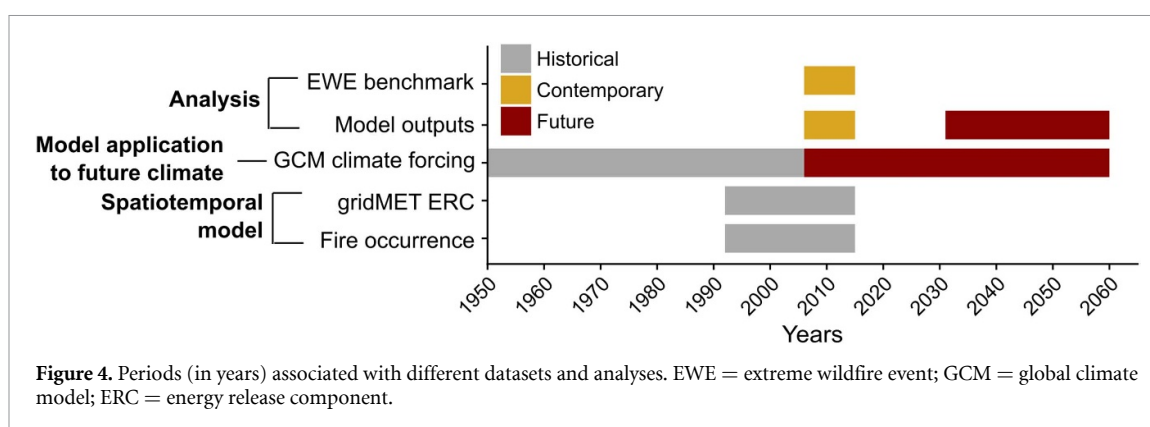 Historical
Contemporary
Future
Analysis
EWE benchmark
Model outputs
Model application
to future climate
GCM climate forcing
Spatiotemporal
model
gridMET ERC
Fire occurrence
1950 1960 1970 1980 1990 2000 2010 2020 2030 2040 2050 2060
Years
Figure 4. Periods (in years) associated with different datasets and analyses. EWE = extreme wildfire event; GCM = global climate
model; ERC = energy release component.